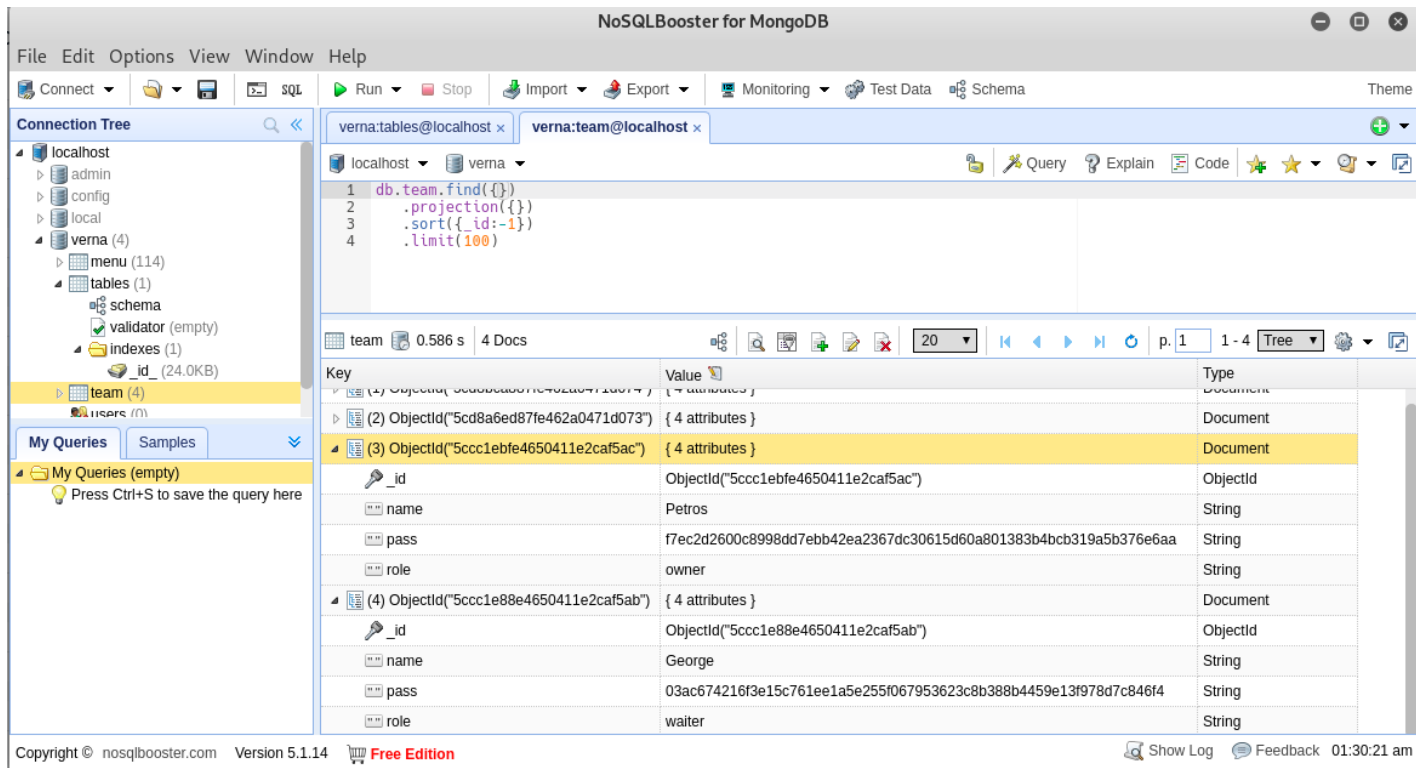 NoSQLBooster for MongoDB
File Edit Options View Window Help
Connect SQL Run Stop Import Export Monitoring Test Data Schema Theme
Connection Tree
localhost
admin
config
local
verna (4)
menu (114)
tables (1)
schema
validator (empty)
indexes (1)
_id_ (24.0KB)
team (4)
users (0)
My Queries Samples
My Queries (empty)
Press Ctrl+S to save the query here
verna:tables@localhost × verna:team@localhost ×
localhost verna Query Explain Code
1 db.team.find({})
2 .projection({})
3 .sort({_id:-1})
4 .limit(100)
team 0.586 s 4 Docs 20 p. 1 1 - 4 Tree
Key Value Type
(1) ObjectId("5cd8bcab87fe462a0471d074") { 4 attributes } Document
(2) ObjectId("5cd8a6ed87fe462a0471d073") { 4 attributes } Document
(3) ObjectId("5ccc1ebfe4650411e2caf5ac") { 4 attributes } Document
_id ObjectId("5ccc1ebfe4650411e2caf5ac") ObjectId
name Petros String
pass f7ec2d2600c8998dd7ebb42ea2367dc30615d60a801383b4bcb319a5b376e6aa String
role owner String
(4) ObjectId("5ccc1e88e4650411e2caf5ab") { 4 attributes } Document
_id ObjectId("5ccc1e88e4650411e2caf5ab") ObjectId
name George String
pass 03ac674216f3e15c761ee1a5e255f067953623c8b388b4459e13f978d7c846f4 String
role waiter String
Copyright © nosqlbooster.com Version 5.1.14 Free Edition Show Log Feedback 01:30:21 am